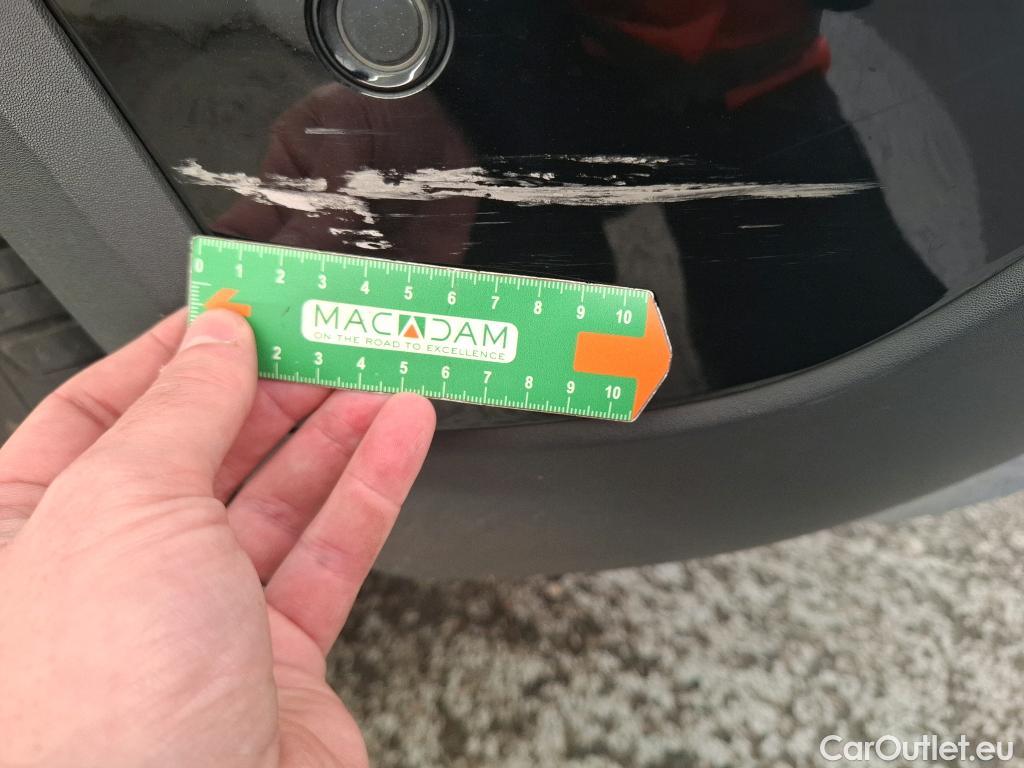 0 1 2 3 4 5 6 7 8 9 10
MACADAM
ON THE ROAD TO EXCELLENCE
2 3 4 5 6 7 8 9 10
CarOutlet.eu